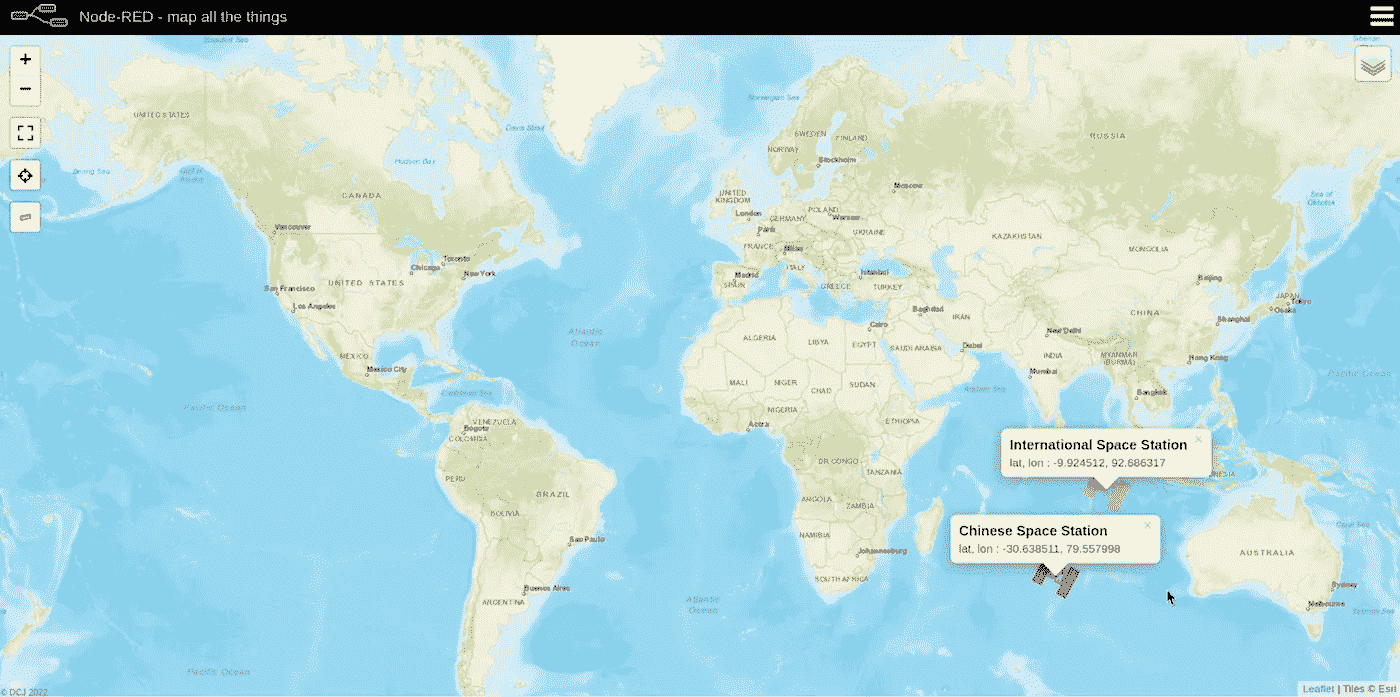 Node-RED - map all the things
+
−
Siberian
Norwegian Sea
UNITED STATES
Davis Strait
RUSSIA
SWEDEN
FINLAND
NORWAY
Stockholm
Hudson Bay
Bering Sea
Gulf of
Alaska
Moscow
CANADA
UNITED
KINGDOM
Sea of
Okhotsk
London
POLAND
Warsaw
GERMANY
Vancouver
Paris
UKRAINE
KAZAKHSTAN
FRANCE
Milan
MONGOLIA
Toronto
Chicago
New York
ITALY
Madrid
SPAIN
Istanbul
GREECE
TURKEY
Beijing
San Francisco
UNITED STATES
JAPAN
Tokyo
Los Angeles
Baghdad
IRAN
CHINA
Osaka
Shanghai
Cairo
New Delhi
Atlantic
Ocean
ALGERIA
LIBYA
EGYPT
SAUDI ARABIA
Dubai
INDIA
MYANMAR
(BURMA)
Hong Kong
MEXICO
Mexico City
Mumbai
Pacific Ocean
MALI
NIGER
CHAD
SUDAN
Arabian Sea
Bangkok
Caribbean Sea
Pacific Ocean
NIGERIA
VENEZUELA
Accra
ETHIOPIA
Bogota
COLOMBIA
International Space Station
×
lat, lon : -9.924512, 92.686317
DR CONGO
TANZANIA
NESIA
PERU
BRAZIL
ANGOLA
ZAMBIA
BOLIVIA
Chinese Space Station
×
lat, lon : -30.638511, 79.557998
Coral Sea
NAMIBIA
Sao Paulo
Johannesburg
AUSTRALIA
SOUTH AFRICA
Buenos Aires
Sydney
ARGENTINA
Atlantic
Ocean
Melbourne
Tasman Sea
Pacific Ocean
© DCJ 2022
Leaflet | Tiles © Esri